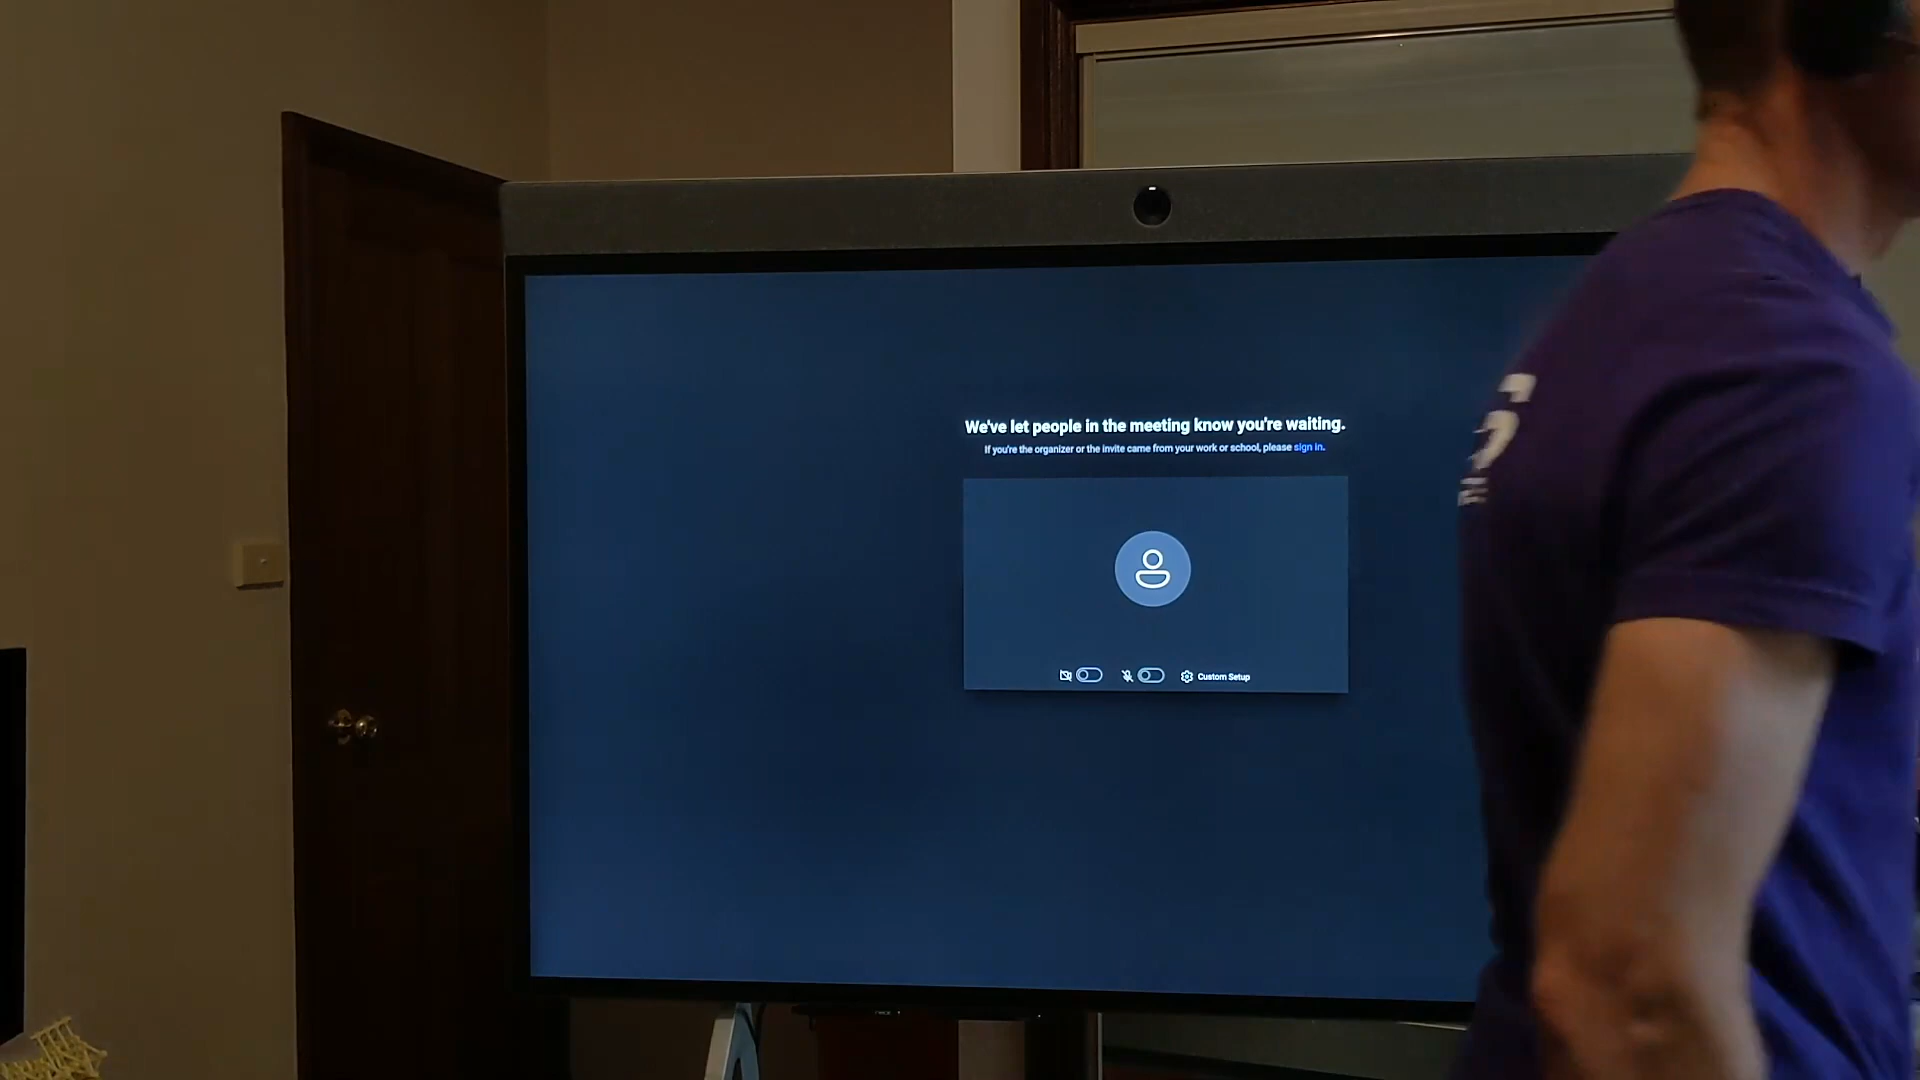 We've let people in the meeting know you're waiting.
If you're the organizer or the invite came from your work or school, please sign in.
Custom Setup